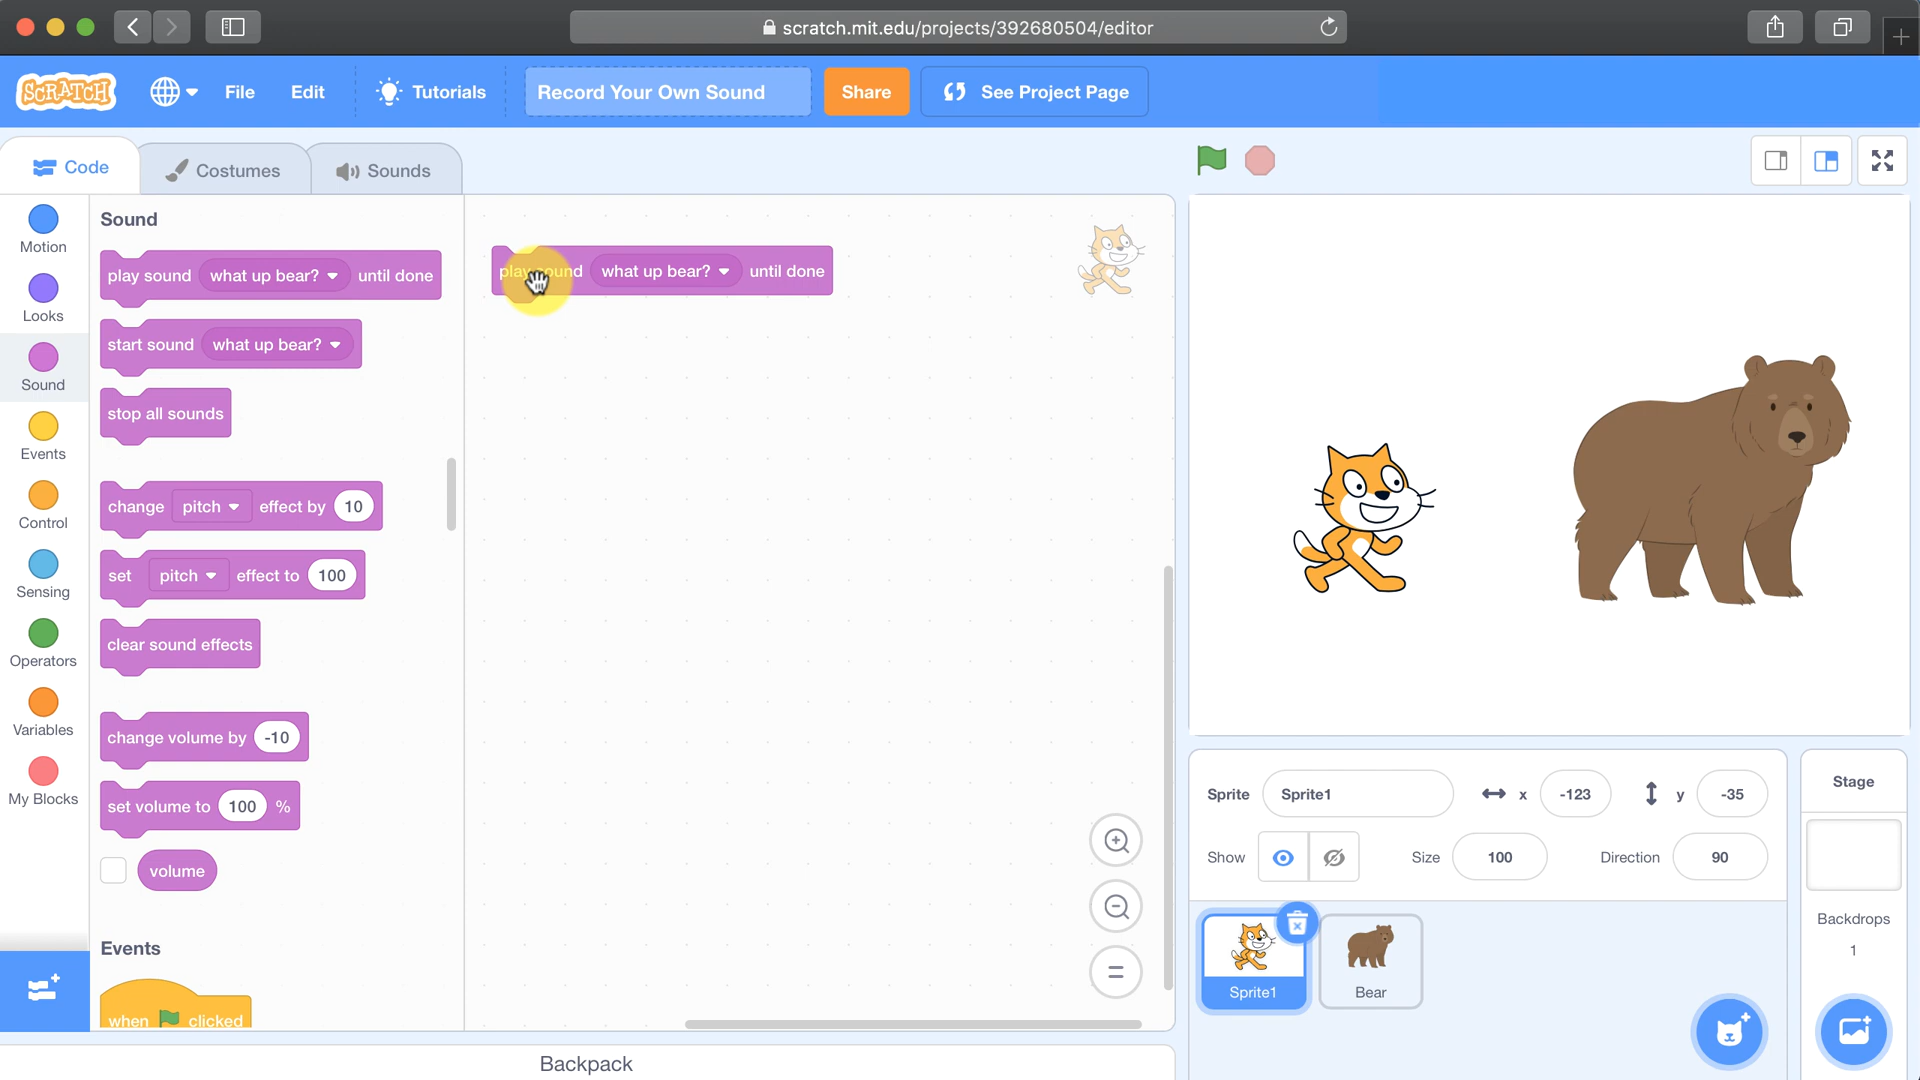 scratch.mit.edu/projects/392680504/editor
SCRATCH
File
Edit
Tutorials
Record Your Own Sound
Share
See Project Page
Code
Costumes
Sounds
Motion
Looks
Sound
Events
Control
Sensing
Operators
Variables
My Blocks
Sound
play sound what up bear? until done
start sound what up bear?
stop all sounds
change pitch effect by 10
set pitch effect to 100
clear sound effects
change volume by -10
set volume to 100 %
volume
Events
when clicked
play sound what up bear? until done
Backpack
Sprite Sprite1 x -123 y -35
Show Size 100 Direction 90
Sprite1
Bear
Stage
Backdrops
1